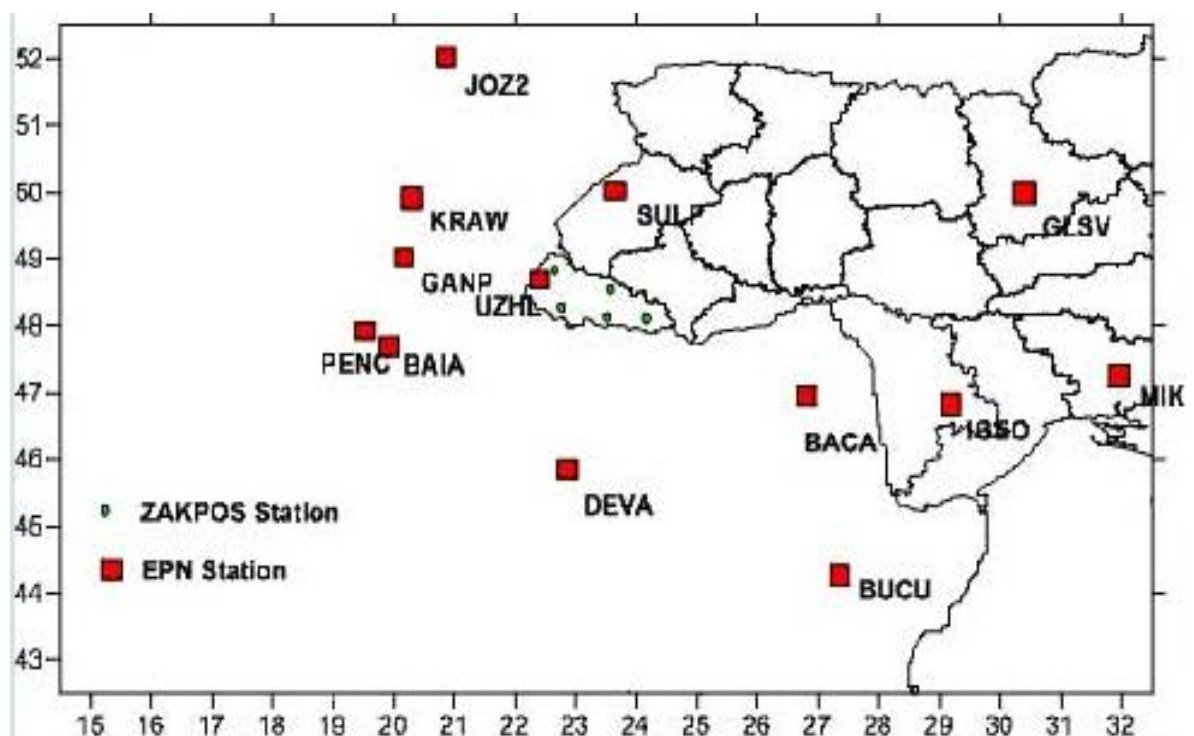 52
JOZ2
51
50
KRAW
SULP
GLSV
49
GANP
UZHL
48
PENC BAIA
47
MIK
BACA
IGEO
46
DEVA
ZAKPOS Station
45
EPN Station
44
BUCU
43
15 16 17 18 19 20 21 22 23 24 25 26 27 28 29 30 31 32